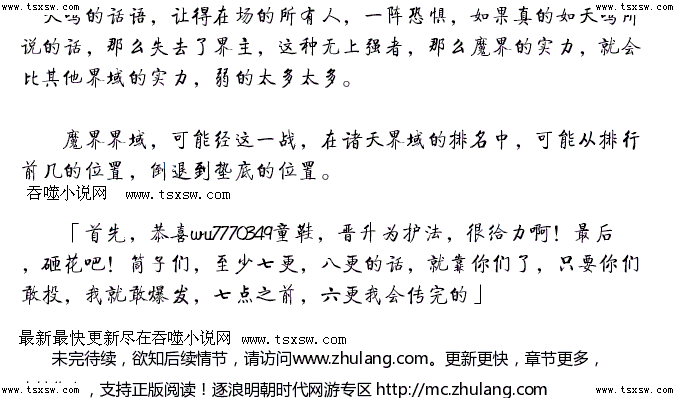 www.tsxsw.com www.tsxsw.com www.tsxsw.com
天鸣的话语，让得在场的所有人，一阵恐惧，如果真的如天鸣所
说的话，那么失去了界主，这种无上强者，那么魔界的实力，就会
比其他界域的实力，弱的太多太多。
魔界界域，可能经这一战，在诸天界域的排名中，可能从排行
前几的位置，倒退到垫底的位置。
吞噬小说网 www.tsxsw.com
「首先，恭喜wu7770349童鞋，晋升为护法，很给力啊！最后
，砸花吧！筒子们，至少七更，八更的话，就靠你们了，只要你们
敢投，我就敢爆发，七点之前，六更我会传完的」
最新最快更新尽在吞噬小说网 www.tsxsw.com
未完待续，欲知后续情节，请访问www.zhulang.com。更新更快，章节更多，
，支持正版阅读！逐浪明朝时代网游专区 http://mc.zhulang.com
www.tsxsw.com www.tsxsw.com